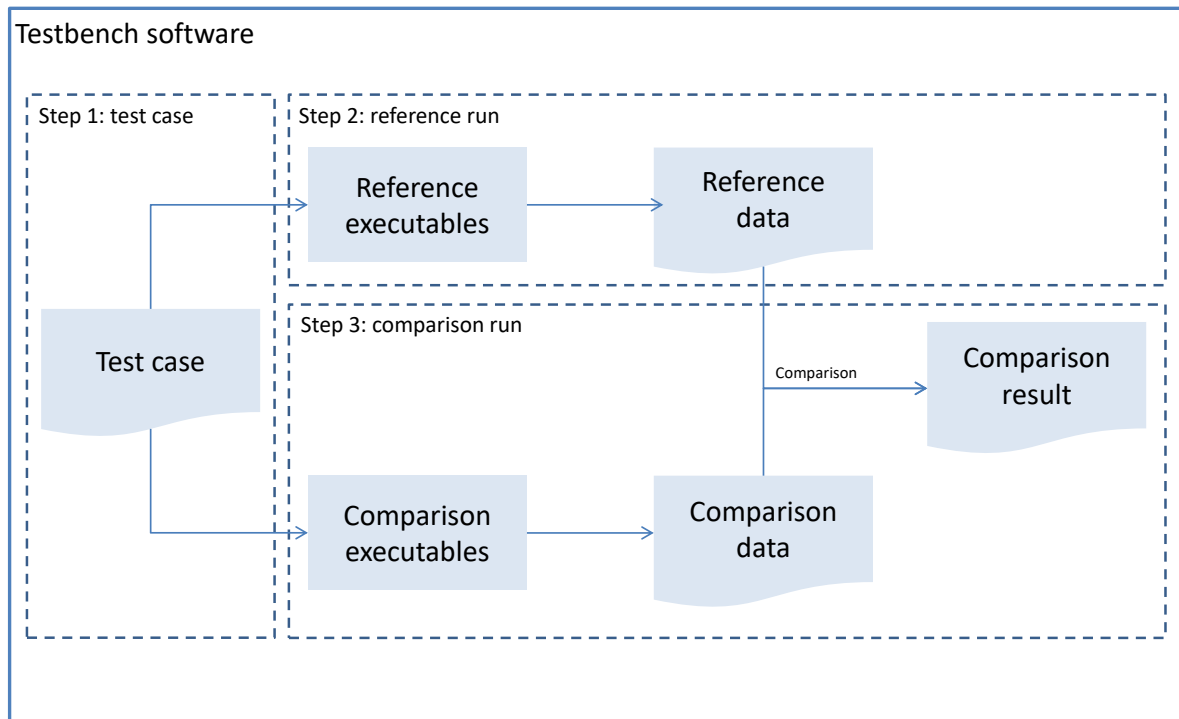 Testbench software
Step 1: test case
Step 2: reference run
Reference
executables
Reference
data
Test case
Step 3: comparison run
Comparison
Comparison
result
Comparison
executables
Comparison
data